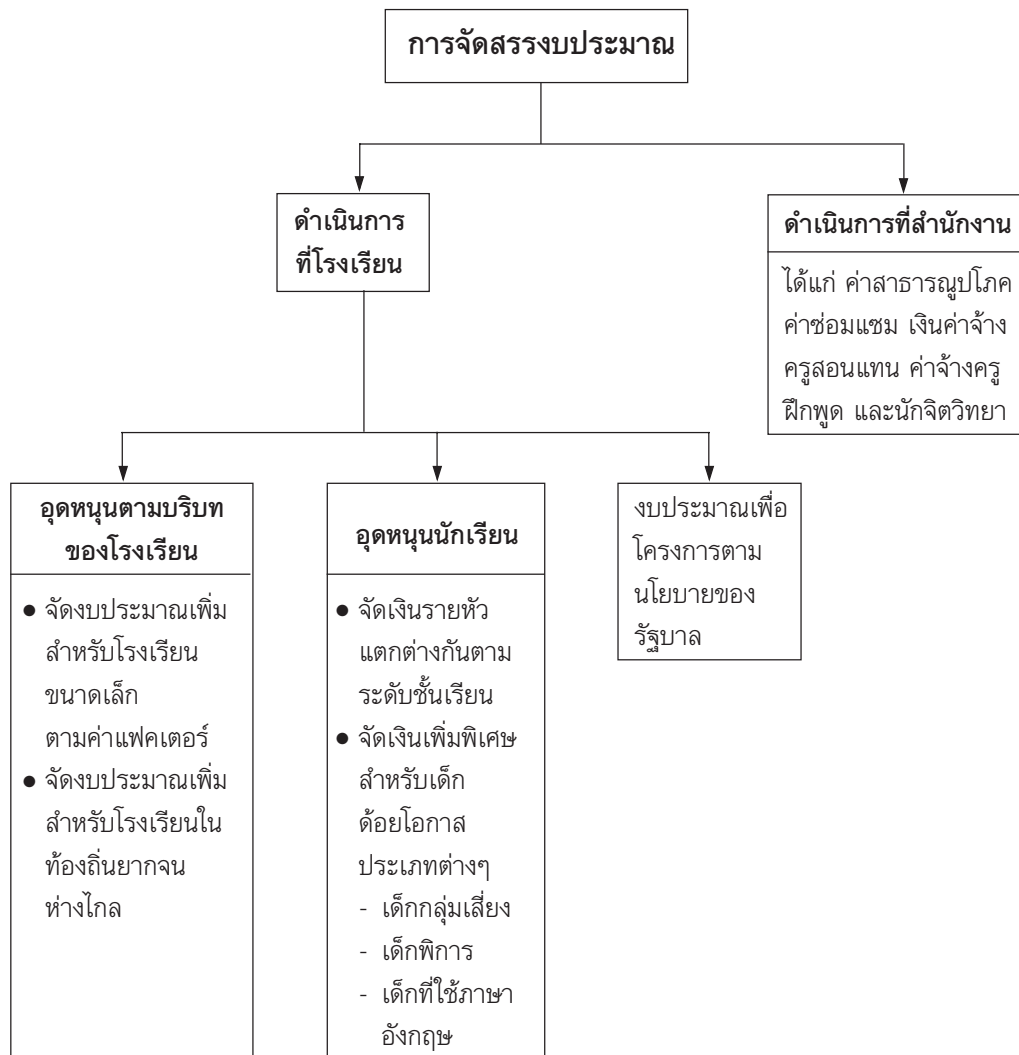 การจัดสรรงบประมาณ
ดำเนินการ
ที่โรงเรียน
ดำเนินการที่สำนักงาน
ได้แก่ ค่าสาธารณูปโภค
ค่าซ่อมแซม เงินค่าจ้าง
ครูสอนแทน ค่าจ้างครู
ฝึกพูด และนักจิตวิทยา
อุดหนุนตามบริบท
ของโรงเรียน
● จัดงบประมาณเพิ่ม
สำหรับโรงเรียน
ขนาดเล็ก
ตามค่าแฟคเตอร์
● จัดงบประมาณเพิ่ม
สำหรับโรงเรียนใน
ท้องถิ่นยากจน
ห่างไกล
อุดหนุนนักเรียน
● จัดเงินรายหัว
แตกต่างกันตาม
ระดับชั้นเรียน
● จัดเงินเพิ่มพิเศษ
สำหรับเด็ก
ด้อยโอกาส
ประเภทต่างๆ
- เด็กกลุ่มเสี่ยง
- เด็กพิการ
- เด็กที่ใช้ภาษา
อังกฤษ
งบประมาณเพื่อ
โครงการตาม
นโยบายของ
รัฐบาล